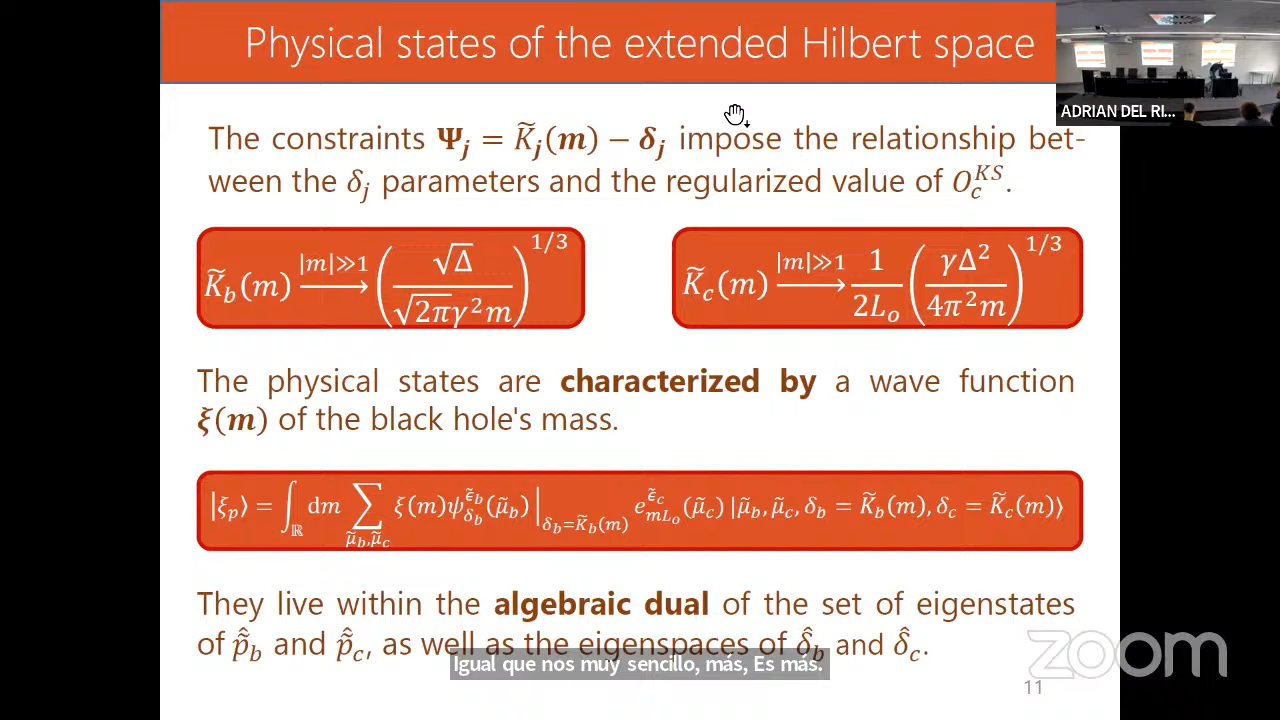 Physical states of the extended Hilbert space
ADRIAN DEL RI...
The constraints Ψ_j = K̃_j(m) − δ_j impose the relationship bet-
ween the δ_j parameters and the regularized value of O_c^{KS}.
K̃_b(m) \xrightarrow{|m|≫1} (√Δ / (√(2π)γ²m))^{1/3}
K̃_c(m) \xrightarrow{|m|≫1} 1/(2L_o) (γΔ² / (4π²m))^{1/3}
The physical states are characterized by a wave function
ξ(m) of the black hole's mass.
|ξ_p⟩ = ∫_ℝ dm ∑_{μ̃_b,μ̃_c} ξ(m)ψ_{δ_b}^{ε̃_b}(μ̃_b)|_{δ_b=K̃_b(m)} e_{mL_o}^{ε̃_c}(μ̃_c) |μ̃_b, μ̃_c, δ_b = K̃_b(m), δ_c = K̃_c(m)⟩
They live within the algebraic dual of the set of eigenstates
of p̃̂_b and p̃̂_c, as well as the eigenspaces of δ̂_b and δ̂_c.
Igual que nos muy sencillo, más, Es más.
zoom
11